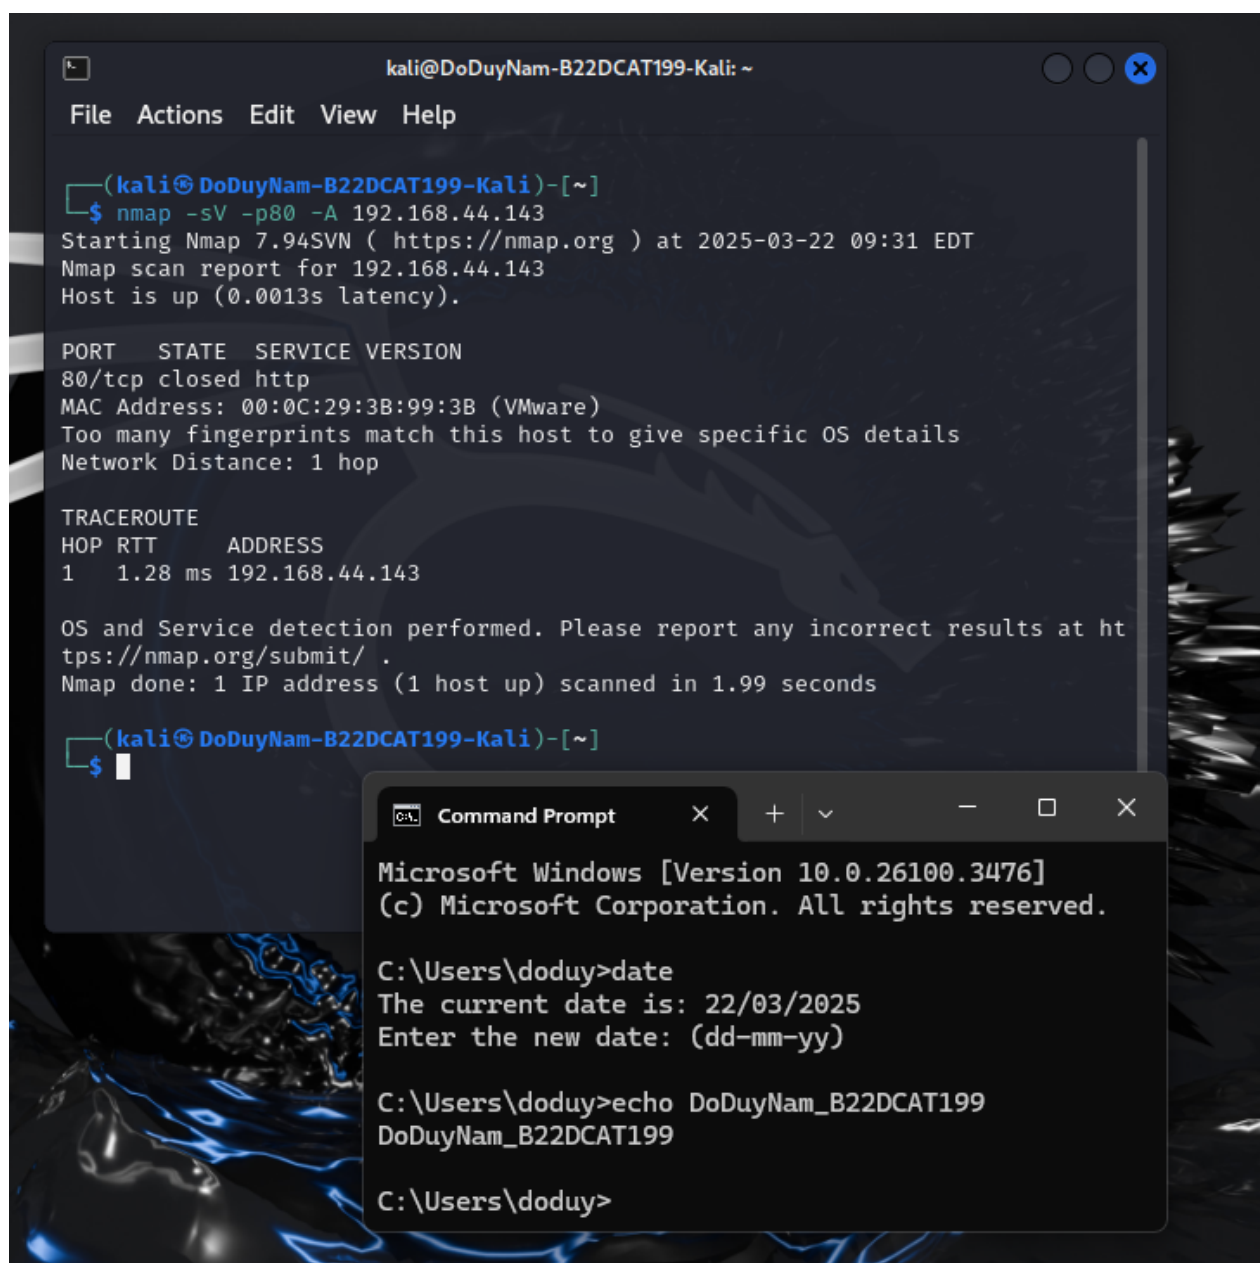 kali@DoDuyNam-B22DCAT199-Kali: ~
File Actions Edit View Help
┌──(kali㉿DoDuyNam-B22DCAT199-Kali)-[~]
└─$ nmap -sV -p80 -A 192.168.44.143
Starting Nmap 7.94SVN ( https://nmap.org ) at 2025-03-22 09:31 EDT
Nmap scan report for 192.168.44.143
Host is up (0.0013s latency).
PORT   STATE  SERVICE VERSION
80/tcp closed http
MAC Address: 00:0C:29:3B:99:3B (VMware)
Too many fingerprints match this host to give specific OS details
Network Distance: 1 hop
TRACEROUTE
HOP RTT     ADDRESS
1   1.28 ms 192.168.44.143
OS and Service detection performed. Please report any incorrect results at ht
tps://nmap.org/submit/ .
Nmap done: 1 IP address (1 host up) scanned in 1.99 seconds
┌──(kali㉿DoDuyNam-B22DCAT199-Kali)-[~]
└─$
Command Prompt
Microsoft Windows [Version 10.0.26100.3476]
(c) Microsoft Corporation. All rights reserved.
C:\Users\doduy>date
The current date is: 22/03/2025
Enter the new date: (dd-mm-yy)
C:\Users\doduy>echo DoDuyNam_B22DCAT199
DoDuyNam_B22DCAT199
C:\Users\doduy>